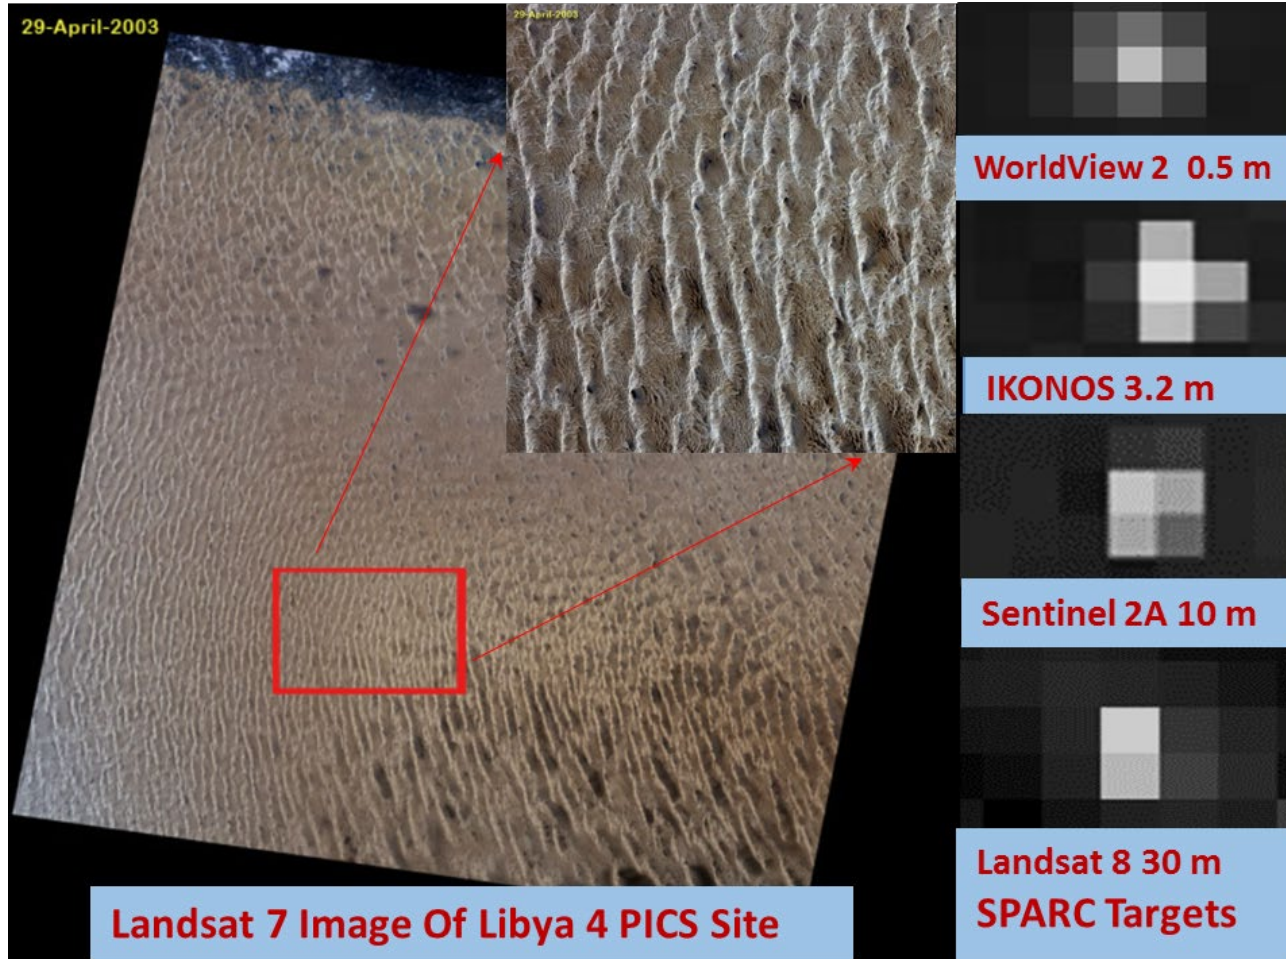 29-April-2003
29-April-2003
WorldView 2 0.5 m
IKONOS 3.2 m
Sentinel 2A 10 m
Landsat 8 30 m
SPARC Targets
Landsat 7 Image Of Libya 4 PICS Site